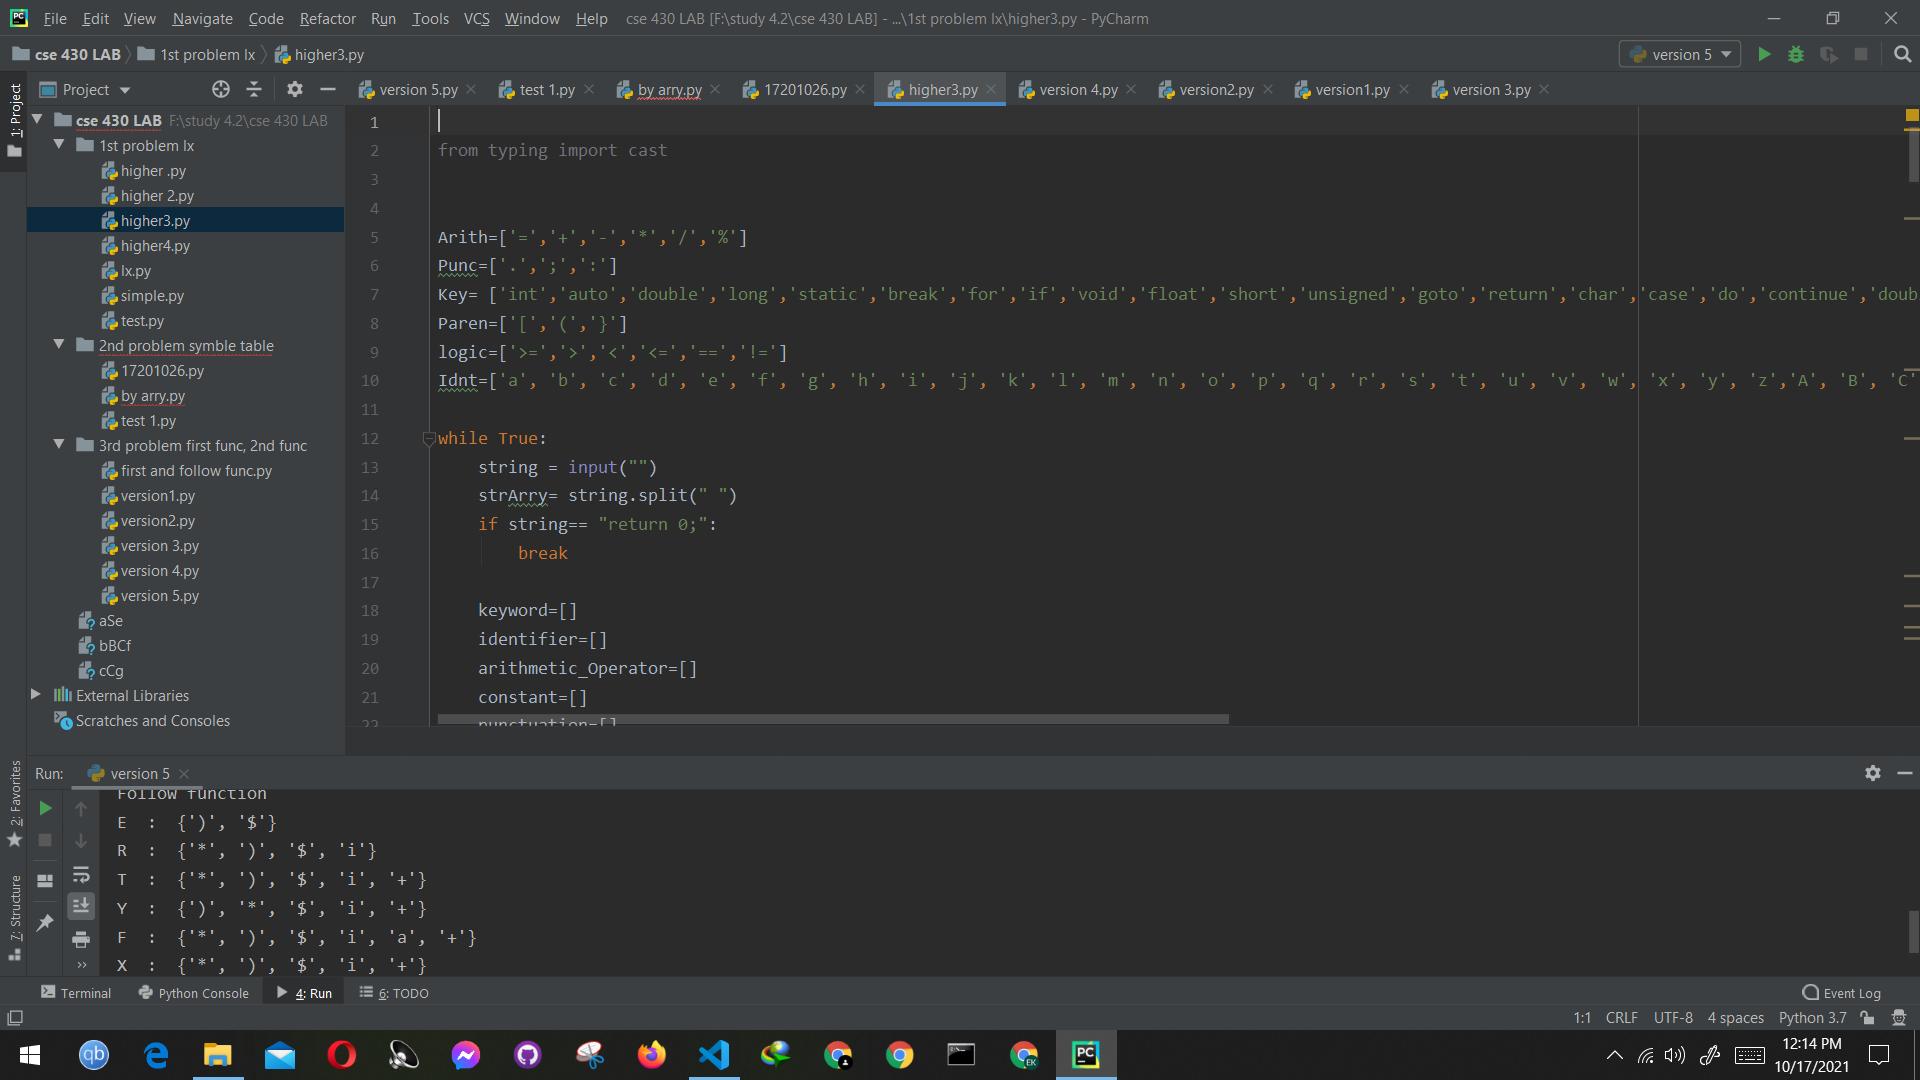 File Edit View Navigate Code Refactor Run Tools VCS Window Help cse 430 LAB [F:\study 4.2\cse 430 LAB] - ...\1st problem lx\higher3.py - PyCharm
cse 430 LAB 1st problem lx higher3.py version 5
Project version 5.py test 1.py by arry.py 17201026.py higher3.py version 4.py version2.py version1.py version 3.py
1: Project
cse 430 LAB F:\study 4.2\cse 430 LAB
1st problem lx
higher .py
higher 2.py
higher3.py
higher4.py
lx.py
simple.py
test.py
2nd problem symble table
17201026.py
by arry.py
test 1.py
3rd problem first func, 2nd func
first and follow func.py
version1.py
version2.py
version 3.py
version 4.py
version 5.py
aSe
bBCf
cCg
External Libraries
Scratches and Consoles
1
2 from typing import cast
3
4
5 Arith=['=','+','-','*','/','%']
6 Punc=['.',';',':']
7 Key= ['int','auto','double','long','static','break','for','if','void','float','short','unsigned','goto','return','char','case','do','continue','doub
8 Paren=['[','(','}']
9 logic=['>=','>','<','<=','==','!=']
10 Idnt=['a', 'b', 'c', 'd', 'e', 'f', 'g', 'h', 'i', 'j', 'k', 'l', 'm', 'n', 'o', 'p', 'q', 'r', 's', 't', 'u', 'v', 'w', 'x', 'y', 'z','A', 'B', 'C'
11
12 while True:
13 string = input("")
14 strArry= string.split(" ")
15 if string== "return 0;":
16 break
17
18 keyword=[]
19 identifier=[]
20 arithmetic_Operator=[]
21 constant=[]
22 punctuation=[]
2: Favorites
7: Structure
Run: version 5
Follow function
E : {')', '$'}
R : {'*', ')', '$', 'i'}
T : {'*', ')', '$', 'i', '+'}
Y : {')', '*', '$', 'i', '+'}
F : {'*', ')', '$', 'i', 'a', '+'}
X : {'*', ')', '$', 'i', '+'}
Terminal Python Console 4: Run 6: TODO Event Log
1:1 CRLF UTF-8 4 spaces Python 3.7
12:14 PM
10/17/2021